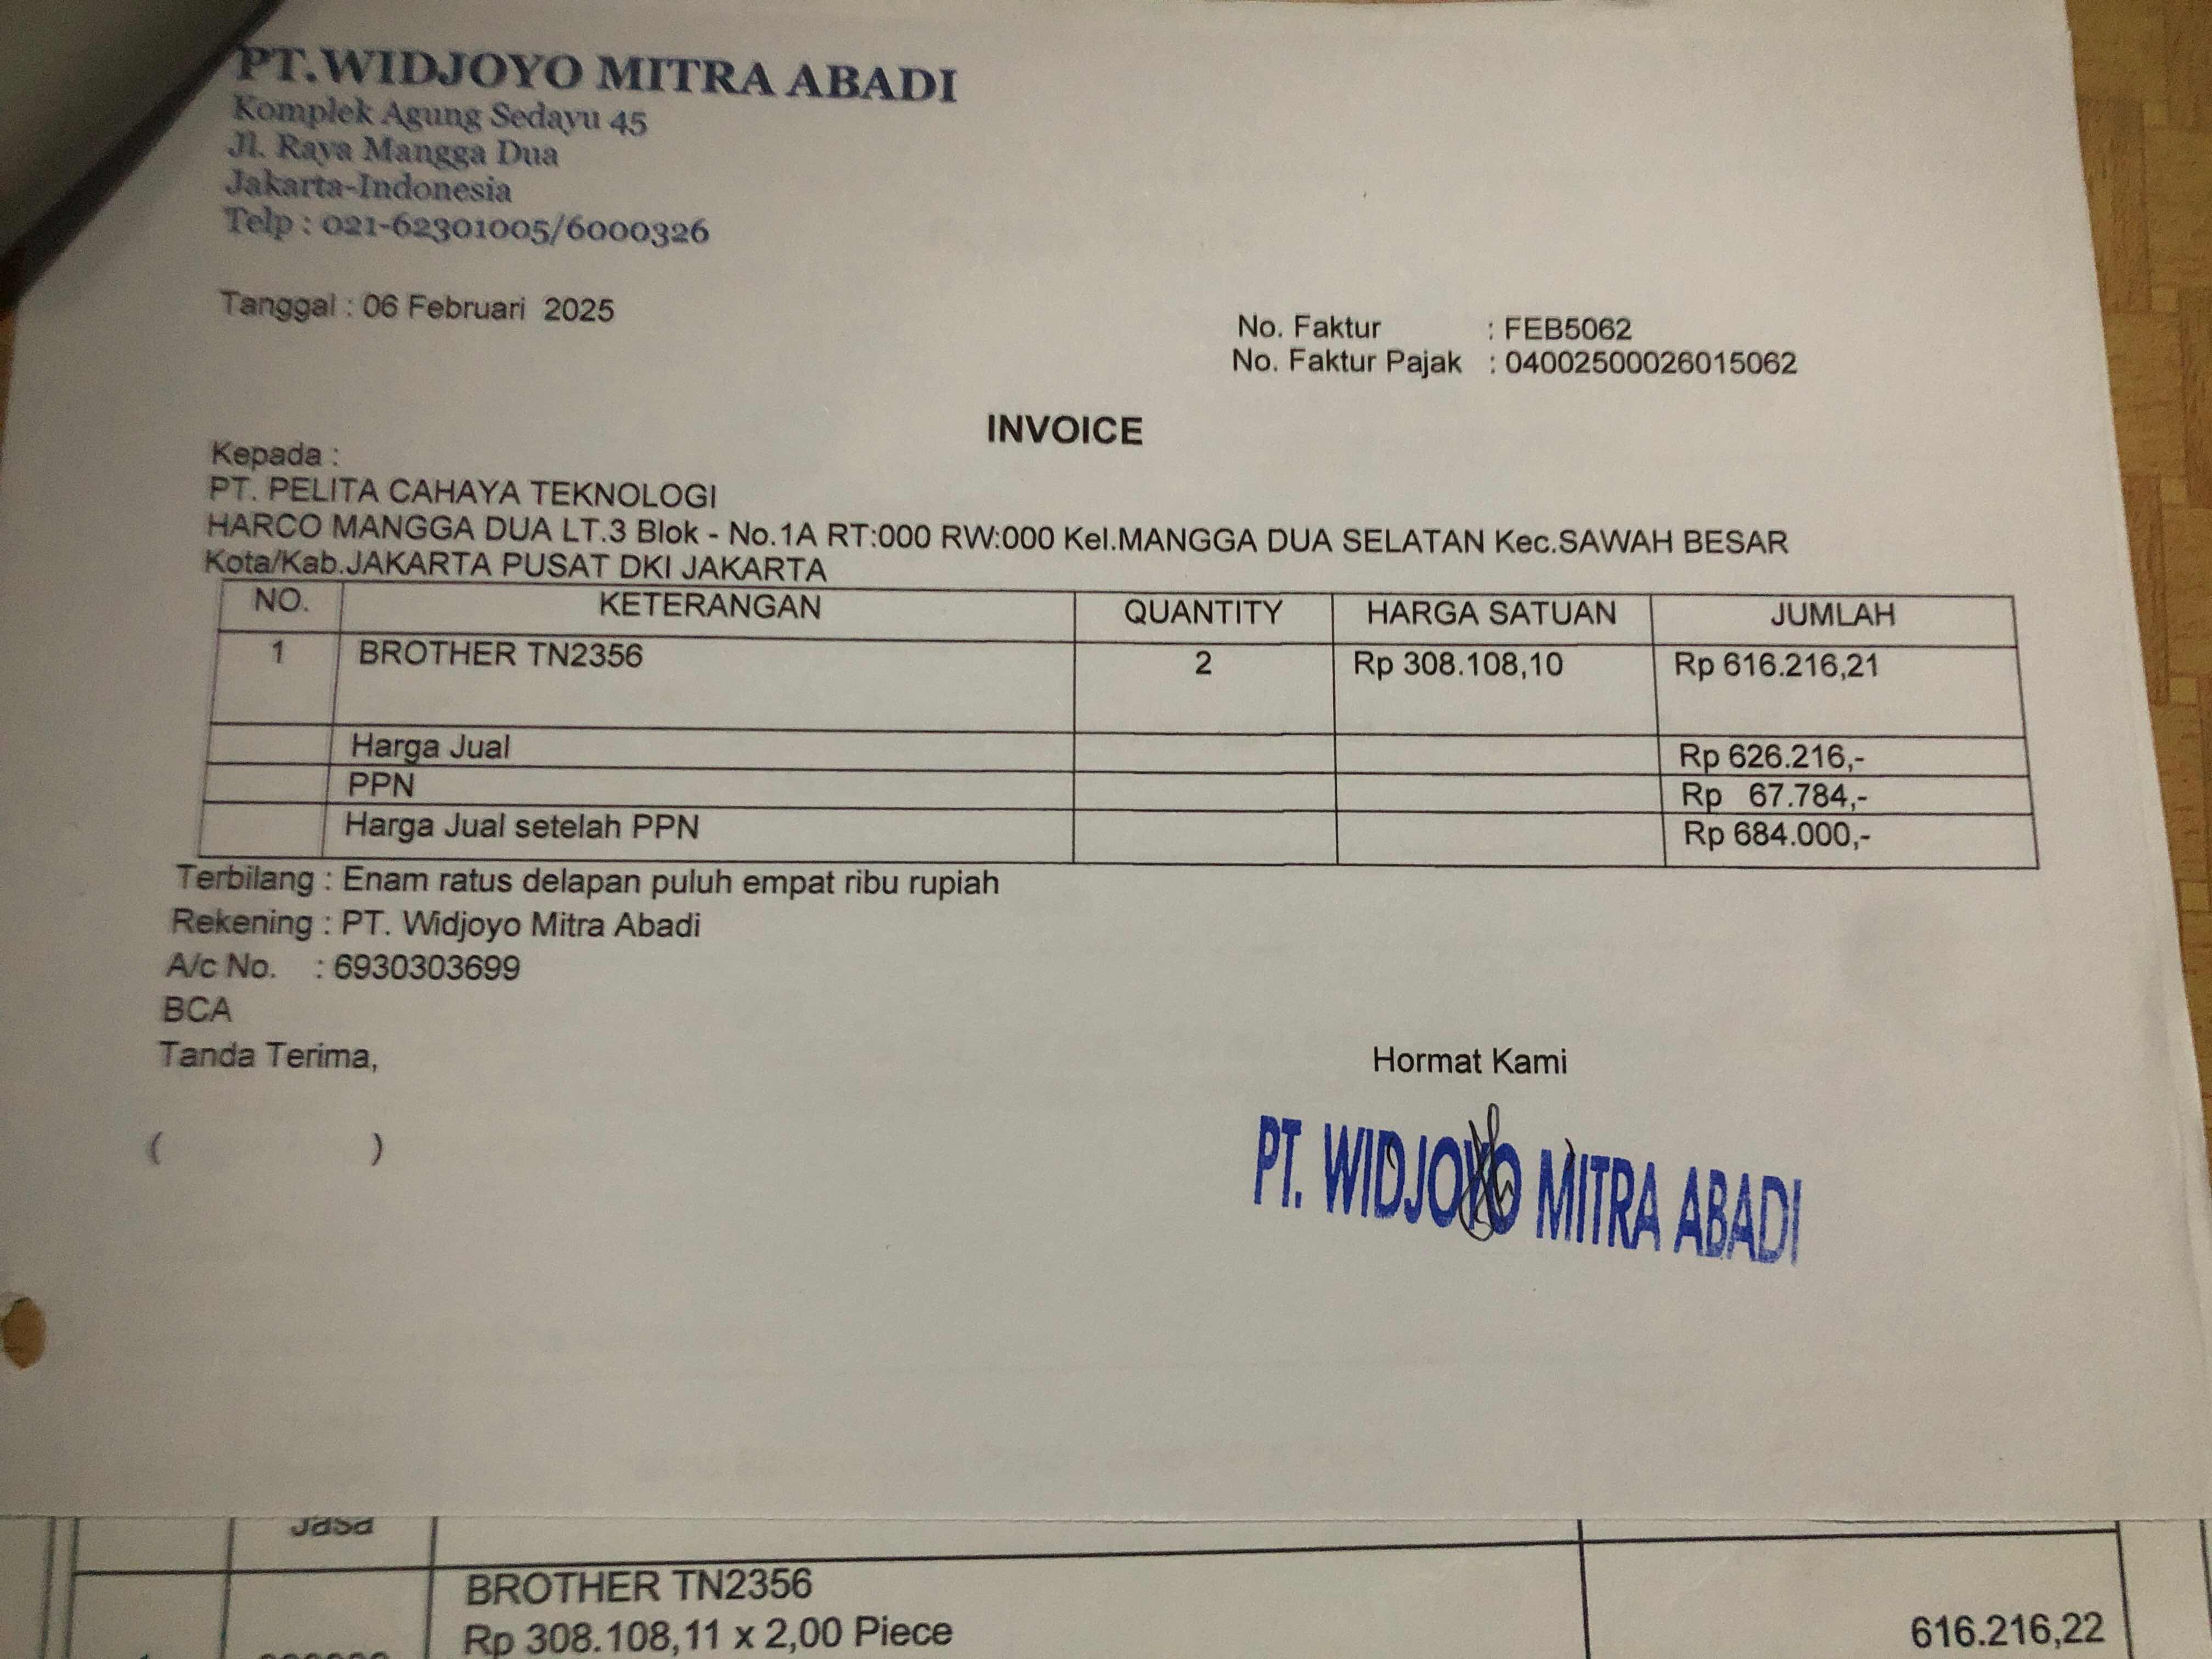 PT.WIDJOYO MITRA ABADI
Komplek Agung Sedayu 45
Jl. Raya Mangga Dua
Jakarta-Indonesia
Telp : 021-62301005/6000326
Tanggal : 06 Februari 2025
No. Faktur : FEB5062
No. Faktur Pajak : 04002500026015062
INVOICE
Kepada :
PT. PELITA CAHAYA TEKNOLOGI
HARCO MANGGA DUA LT.3 Blok - No.1A RT:000 RW:000 Kel.MANGGA DUA SELATAN Kec.SAWAH BESAR
Kota/Kab.JAKARTA PUSAT DKI JAKARTA
NO. KETERANGAN QUANTITY HARGA SATUAN JUMLAH
1 BROTHER TN2356 2 Rp 308.108,10 Rp 616.216,21
Harga Jual Rp 626.216,-
PPN Rp 67.784,-
Harga Jual setelah PPN Rp 684.000,-
Terbilang : Enam ratus delapan puluh empat ribu rupiah
Rekening : PT. Widjoyo Mitra Abadi
A/c No. : 6930303699
BCA
Tanda Terima,
Hormat Kami
( )
PT. WIDJOYO MITRA ABADI
Jasa
BROTHER TN2356
Rp 308.108,11 x 2,00 Piece 616.216,22